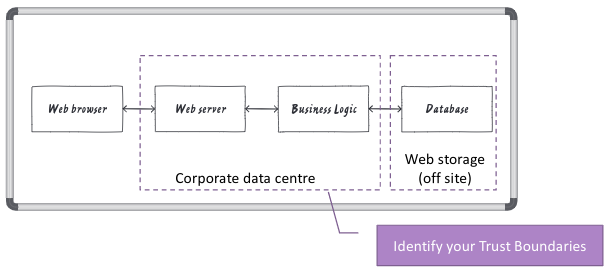 Web browser
Web server
Business Logic
Database
Corporate data centre
Web storage
(off site)
Identify your Trust Boundaries